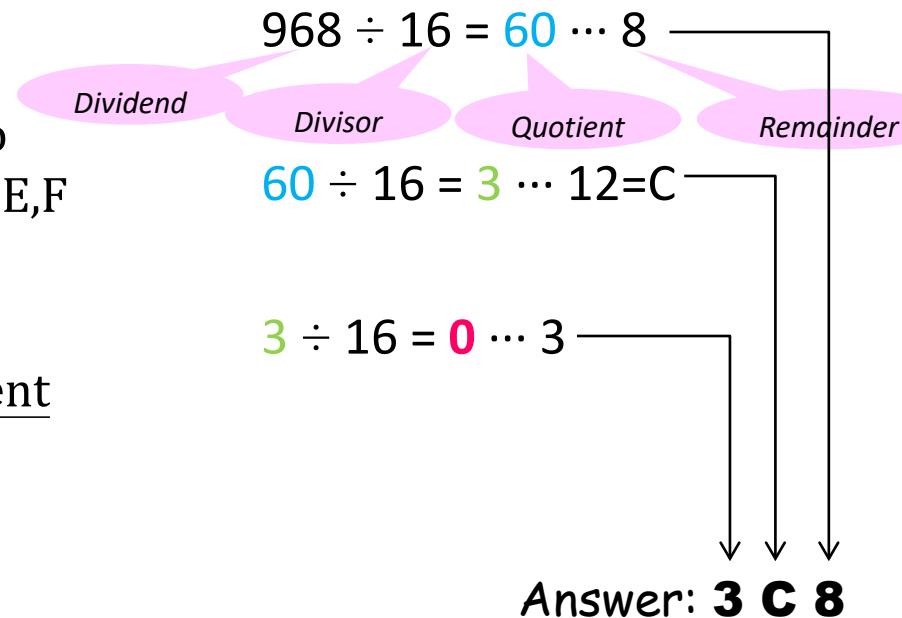 968 ÷ 16 = 60 ··· 8
Dividend
Divisor
Quotient
Remainder
E,F
60 ÷ 16 = 3 ··· 12=C
3 ÷ 16 = 0 ··· 3
ent
Answer: 3 C 8